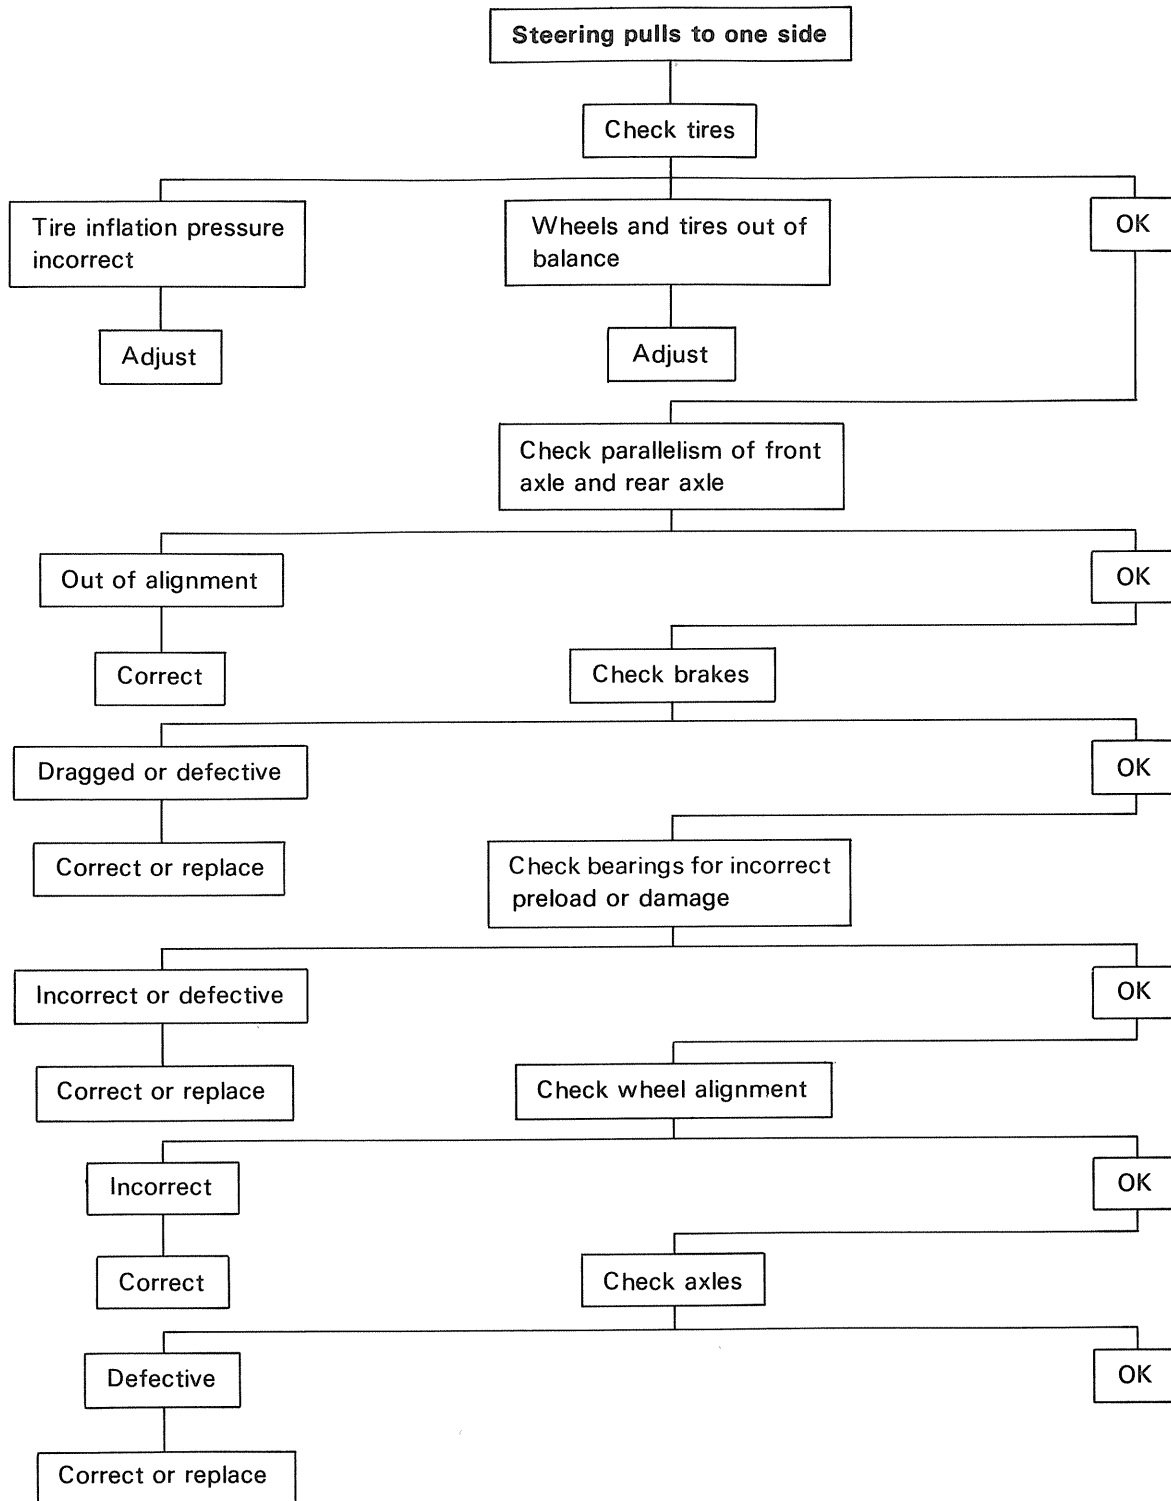 Steering pulls to one side
Check tires
Tire inflation pressure
incorrect
Wheels and tires out of
balance
OK
Adjust
Adjust
Check parallelism of front
axle and rear axle
Out of alignment
OK
Correct
Check brakes
Dragged or defective
OK
Correct or replace
Check bearings for incorrect
preload or damage
Incorrect or defective
OK
Correct or replace
Check wheel alignment
Incorrect
OK
Correct
Check axles
Defective
OK
Correct or replace